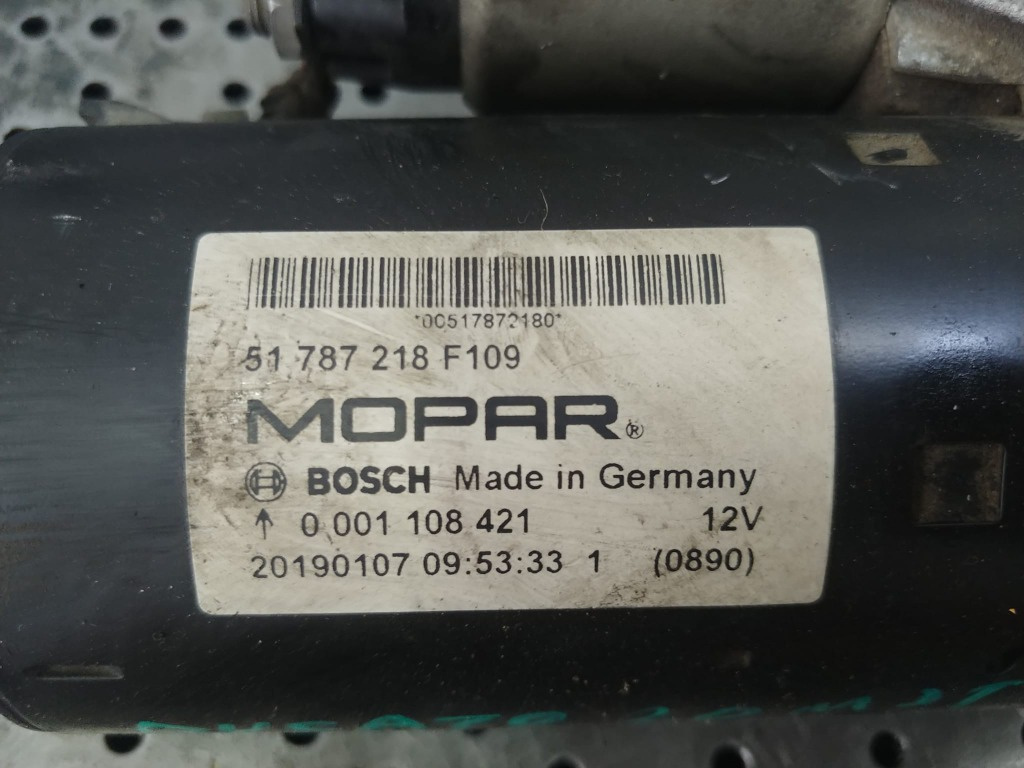 *00517872180*
51 787 218 F109
MOPAR®
BOSCH Made in Germany
0 001 108 421 12V
20190107 09:53:33 1 (0890)